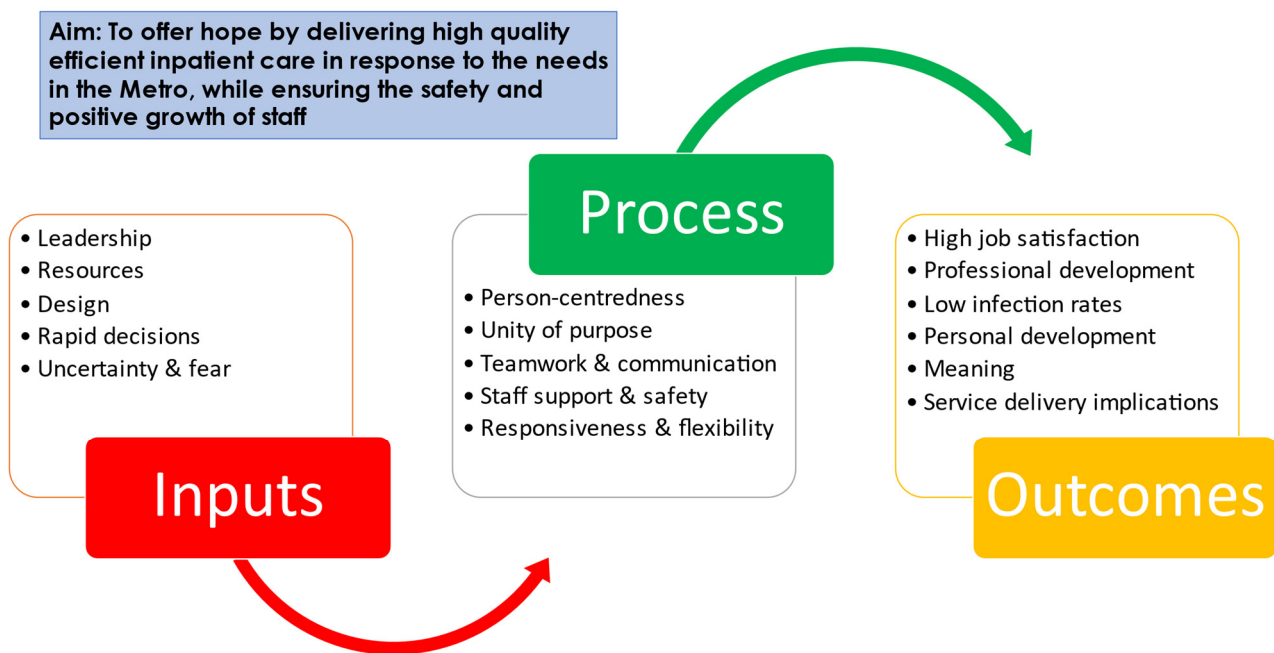 Aim: To offer hope by delivering high quality
efficient inpatient care in response to the needs
in the Metro, while ensuring the safety and
positive growth of staff
• Leadership
• Resources
• Design
• Rapid decisions
• Uncertainty & fear
Inputs
Process
• Person-centredness
• Unity of purpose
• Teamwork & communication
• Staff support & safety
• Responsiveness & flexibility
• High job satisfaction
• Professional development
• Low infection rates
• Personal development
• Meaning
• Service delivery implications
Outcomes